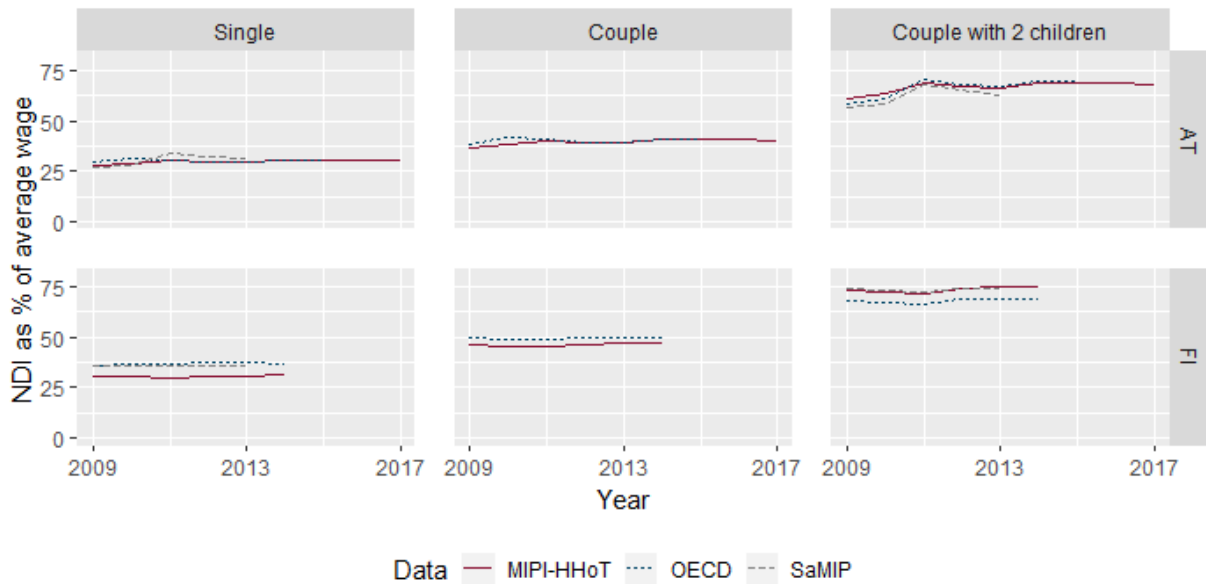 Single
Couple
Couple with 2 children
NDI as % of average wage
75
50
25
0
AT
75
50
25
0
FI
2009 2013 2017
2009 2013 2017
2009 2013 2017
Year
Data MIPI-HHoT OECD SaMIP